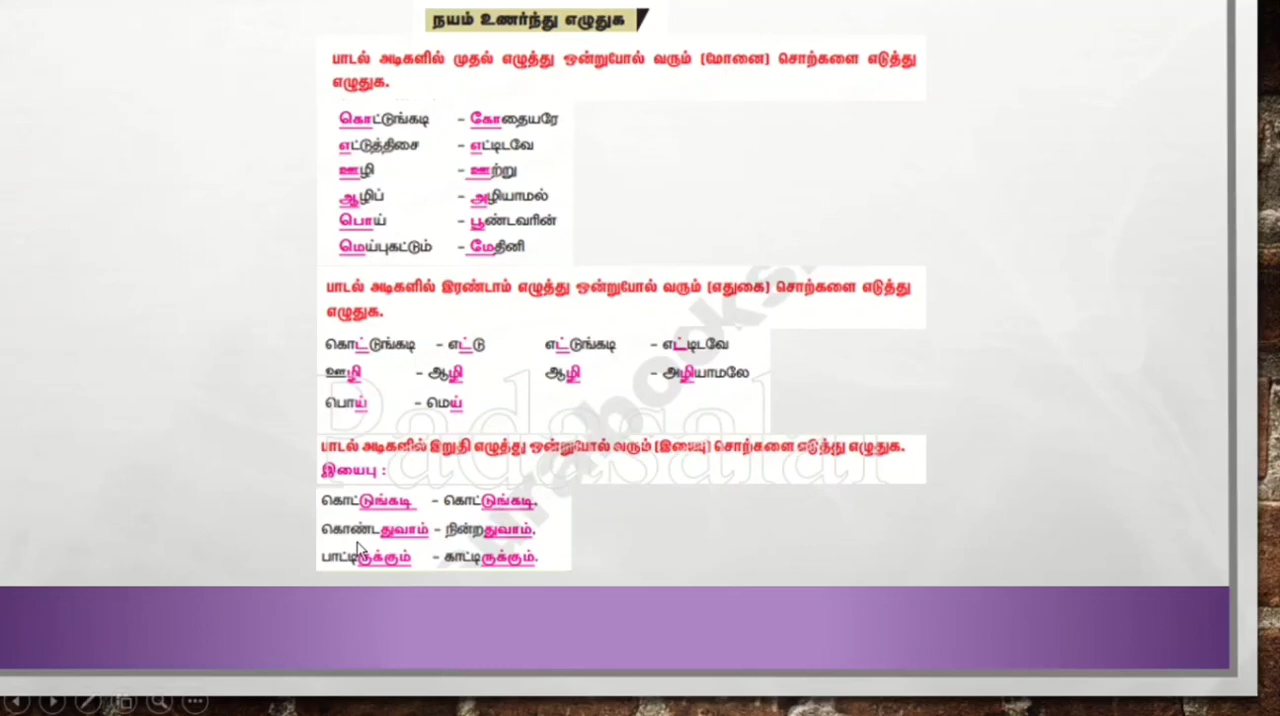 நயம் உணர்ந்து எழுதுக
பாடல் அடிகளில் முதல் எழுத்து ஒன்றுபோல் வரும் (மோனை) சொற்களை எடுத்து
எழுதுக.
கொட்டுங்கடி – கோதையரே
எட்டுத்திசை – எட்டிடவே
ஊழி – ஊற்று
ஆழிப் – அழியாமல்
பொய் – பூண்டவரின்
மெய்புகட்டும் – மேதினி
பாடல் அடிகளில் இரண்டாம் எழுத்து ஒன்றுபோல் வரும் (எதுகை) சொற்களை எடுத்து
எழுதுக.
கொட்டுங்கடி – எட்டு எட்டுங்கடி – எட்டிடவே
ஊழி – ஆழி ஆழி – அழியாமலே
பொய் – மெய்
பாடல் அடிகளில் இறுதி எழுத்து ஒன்றுபோல் வரும் (இயைபு) சொற்களை எடுத்து எழுதுக.
இயைபு :
கொட்டுங்கடி – கொட்டுங்கடி.
கொண்டதுவாம் – நின்றதுவாம்.
பாட்டிருக்கும் – காட்டிருக்கும்.
Padasalai